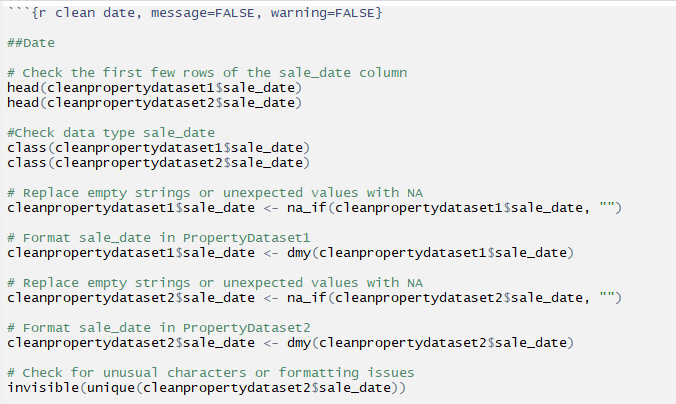 ```{r clean date, message=FALSE, warning=FALSE}
##Date
# Check the first few rows of the sale_date column
head(cleanpropertydataset1$sale_date)
head(cleanpropertydataset2$sale_date)
#Check data type sale_date
class(cleanpropertydataset1$sale_date)
class(cleanpropertydataset2$sale_date)
# Replace empty strings or unexpected values with NA
cleanpropertydataset1$sale_date <- na_if(cleanpropertydataset1$sale_date, "")
# Format sale_date in PropertyDataset1
cleanpropertydataset1$sale_date <- dmy(cleanpropertydataset1$sale_date)
# Replace empty strings or unexpected values with NA
cleanpropertydataset2$sale_date <- na_if(cleanpropertydataset2$sale_date, "")
# Format sale_date in PropertyDataset2
cleanpropertydataset2$sale_date <- dmy(cleanpropertydataset2$sale_date)
# Check for unusual characters or formatting issues
invisible(unique(cleanpropertydataset2$sale_date))